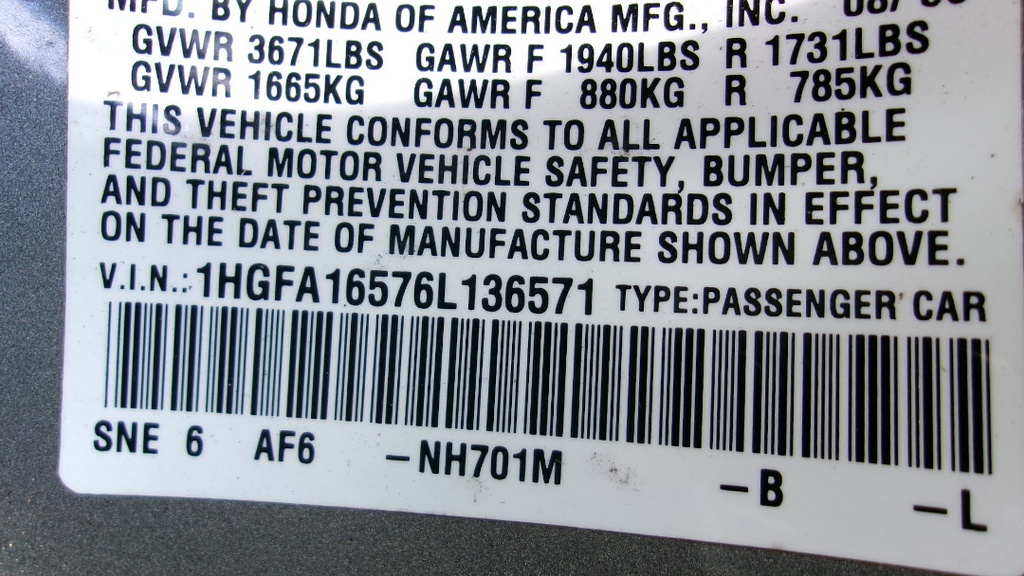 MFD. BY HONDA OF AMERICA MFG., INC.
GVWR 3671LBS GAWR F 1940LBS R 1731LBS
GVWR 1665KG GAWR F 880KG R 785KG
THIS VEHICLE CONFORMS TO ALL APPLICABLE
FEDERAL MOTOR VEHICLE SAFETY, BUMPER,
AND THEFT PREVENTION STANDARDS IN EFFECT
ON THE DATE OF MANUFACTURE SHOWN ABOVE.
V.I.N.: 1HGFA16576L136571 TYPE:PASSENGER CAR
SNE 6 AF6 -NH701M -B -L